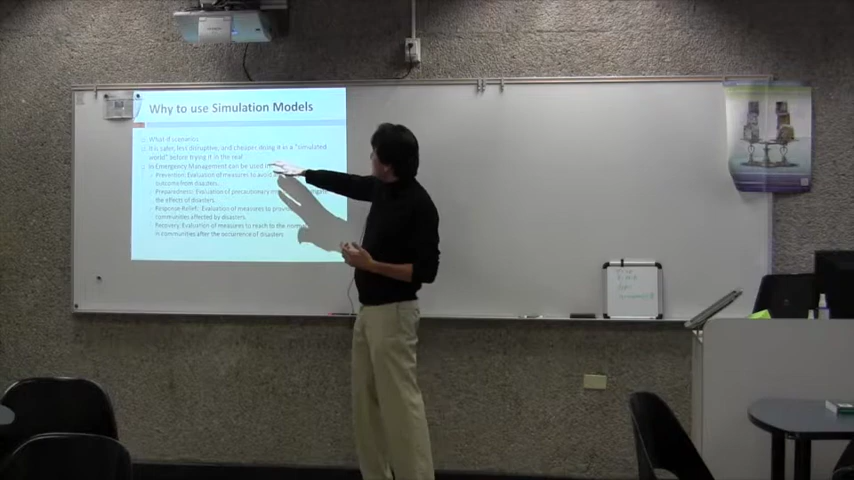 Why to use Simulation Models
What if scenarios
It is safer, less disruptive, and cheaper doing it in a "simulated
world" before trying it in the real
In Emergency Management can be used in
Prevention: Evaluation of measures to avoid
outcome from disasters.
Preparedness: Evaluation of precautionary
the effects of disasters.
Response-Relief: Evaluation of measures to provide
communities affected by disasters.
Recovery: Evaluation of measures to reach to the
in communities after the occurrence of disasters